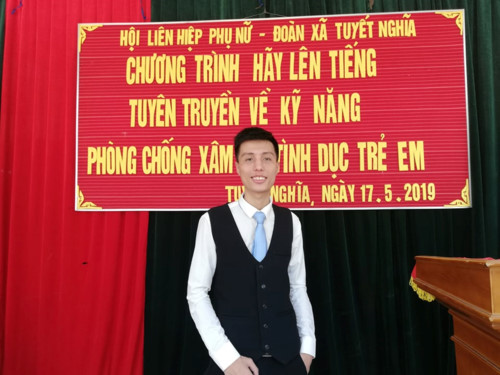 HỘI LIÊN HIỆP PHỤ NỮ - ĐOÀN XÃ TUYẾT NGHĨA
CHƯƠNG TRÌNH HÃY LÊN TIẾNG
TUYÊN TRUYỀN VỀ KỸ NĂNG
PHÒNG CHỐNG XÂM TÌNH DỤC TRẺ EM
NGHĨA, NGÀY 17.5.2019